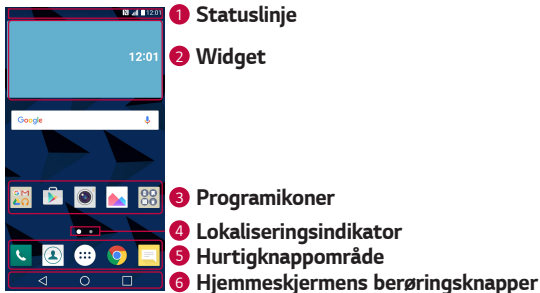 12:01
1 Statuslinje
12:01
2 Widget
Google
3 Programikoner
4 Lokaliseringsindikator
5 Hurtigknappområde
6 Hjemmeskjermens berøringsknapper